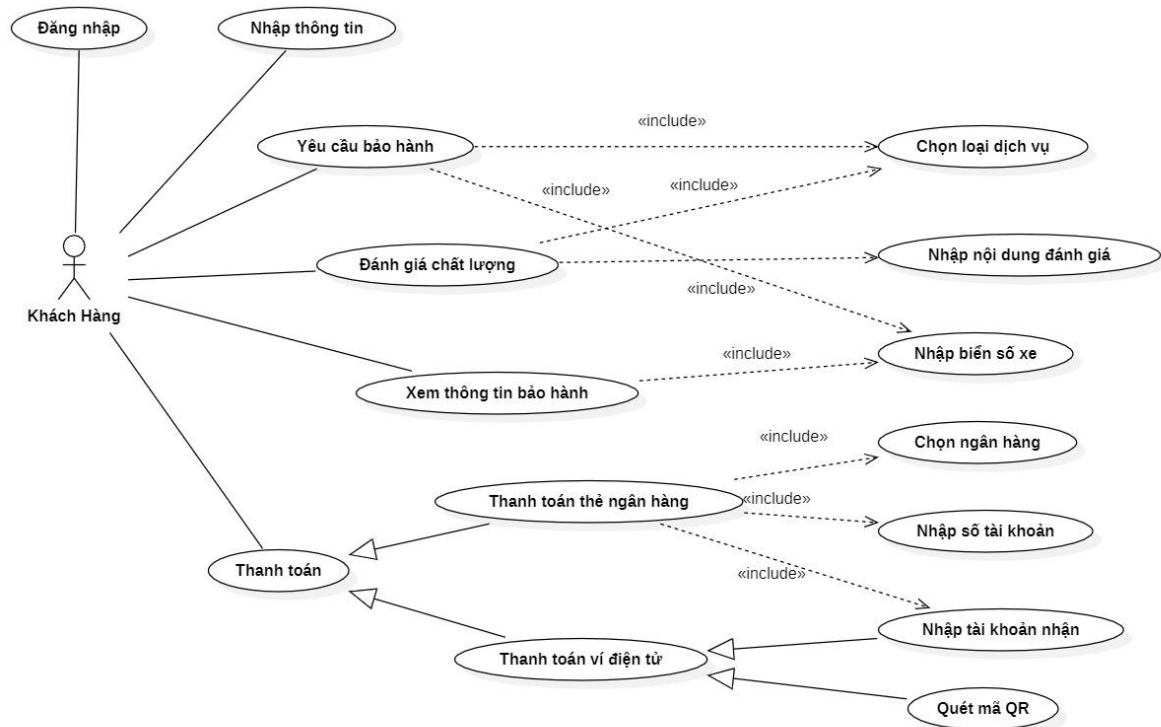 Đăng nhập
Nhập thông tin
«include»
Yêu cầu bảo hành
Chọn loại dịch vụ
«include»
«include»
Đánh giá chất lượng
Nhập nội dung đánh giá
«include»
Khách Hàng
«include»
Nhập biển số xe
Xem thông tin bảo hành
«include»
Chọn ngân hàng
Thanh toán thẻ ngân hàng
«include»
Nhập số tài khoản
Thanh toán
«include»
Nhập tài khoản nhận
Thanh toán ví điện tử
Quét mã QR